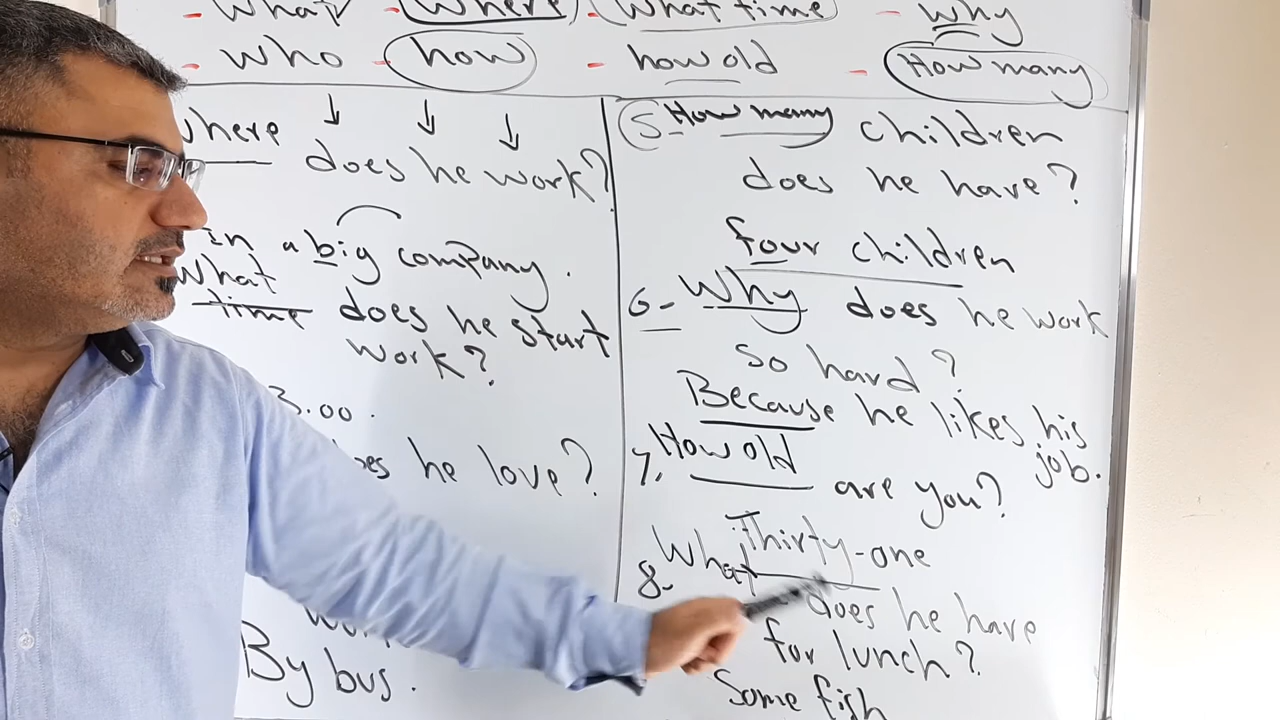 - What - Where - What time - Why
- who - how - how old - How many
where does he work?
in a big company.
What time does he start
work?
3.00.
does he love?
By bus.
5- How many children
does he have?
four children
6- Why does he work
so hard?
Because he likes his
job.
7. How old are you?
Thirty-one
8- What does he have
for lunch?
Some fish